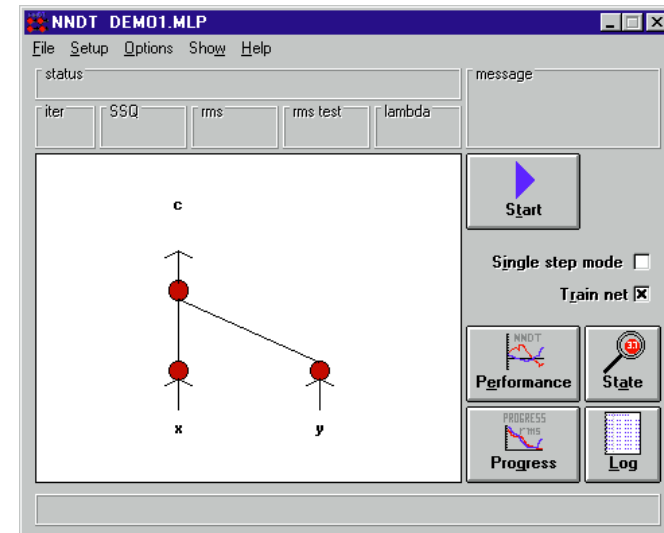 NNDT DEMO1.MLP
File Setup Options Show Help
status
message
iter SSQ rms rms test lambda
c
x y
Start
Single step mode
Train net
NNDT
Performance
State
PROGRESS
rms
Progress
Log